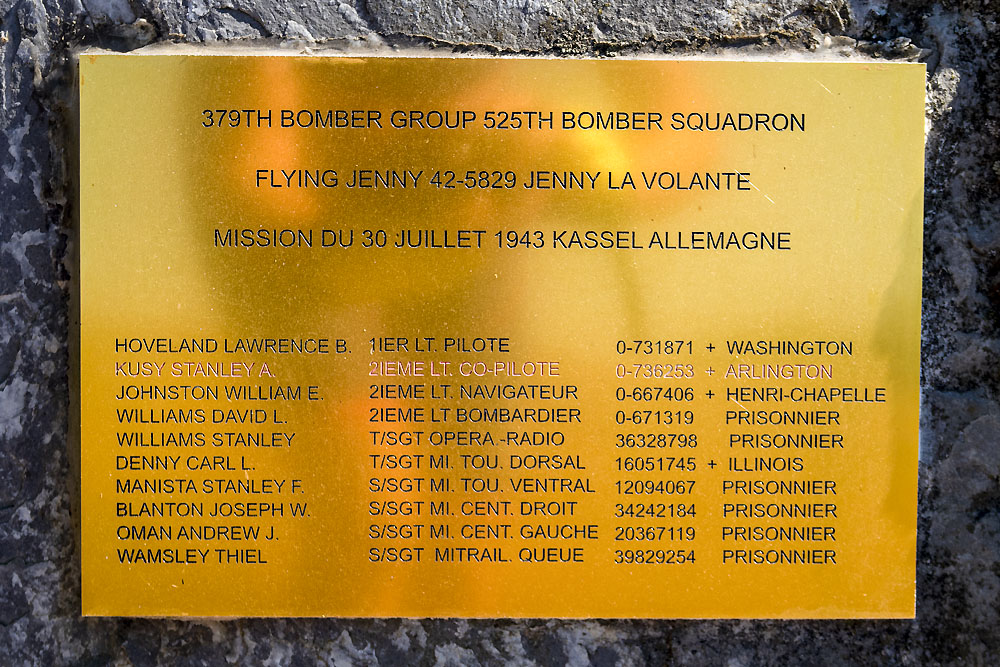 379TH BOMBER GROUP 525TH BOMBER SQUADRON
FLYING JENNY 42-5829 JENNY LA VOLANTE
MISSION DU 30 JUILLET 1943 KASSEL ALLEMAGNE
HOVELAND LAWRENCE B. 1IER LT. PILOTE 0-731871 + WASHINGTON
KUSY STANLEY A. 2IEME LT. CO-PILOTE 0-736253 + ARLINGTON
JOHNSTON WILLIAM E. 2IEME LT. NAVIGATEUR 0-667406 + HENRI-CHAPELLE
WILLIAMS DAVID L. 2IEME LT BOMBARDIER 0-671319 PRISONNIER
WILLIAMS STANLEY T/SGT OPERA.-RADIO 36328798 PRISONNIER
DENNY CARL L. T/SGT MI. TOU. DORSAL 16051745 + ILLINOIS
MANISTA STANLEY F. S/SGT MI. TOU. VENTRAL 12094067 PRISONNIER
BLANTON JOSEPH W. S/SGT MI. CENT. DROIT 34242184 PRISONNIER
OMAN ANDREW J. S/SGT MI. CENT. GAUCHE 20367119 PRISONNIER
WAMSLEY THIEL S/SGT MITRAIL. QUEUE 39829254 PRISONNIER